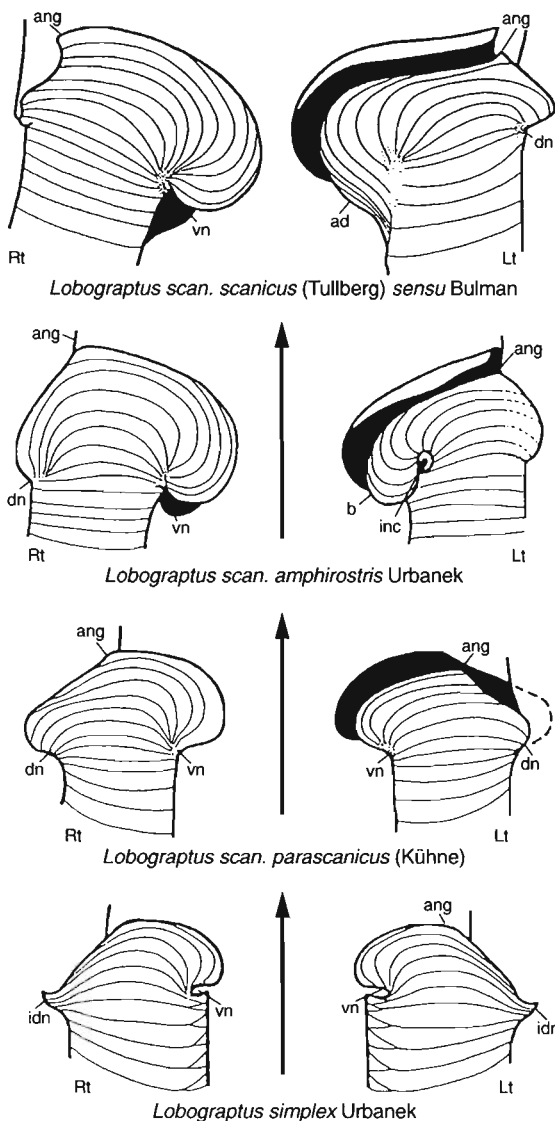 ang
ang
dn
vn
ad
Rt
Lt
Lobograptus scan. scanicus (Tullberg) sensu Bulman
ang
ang
dn
vn
b
inc
Rt
Lt
Lobograptus scan. amphirostris Urbanek
ang
ang
dn
vn
vn
dn
Rt
Lt
Lobograptus scan. parascanicus (Kühne)
ang
idn
vn
vn
idn
Rt
Lt
Lobograptus simplex Urbanek